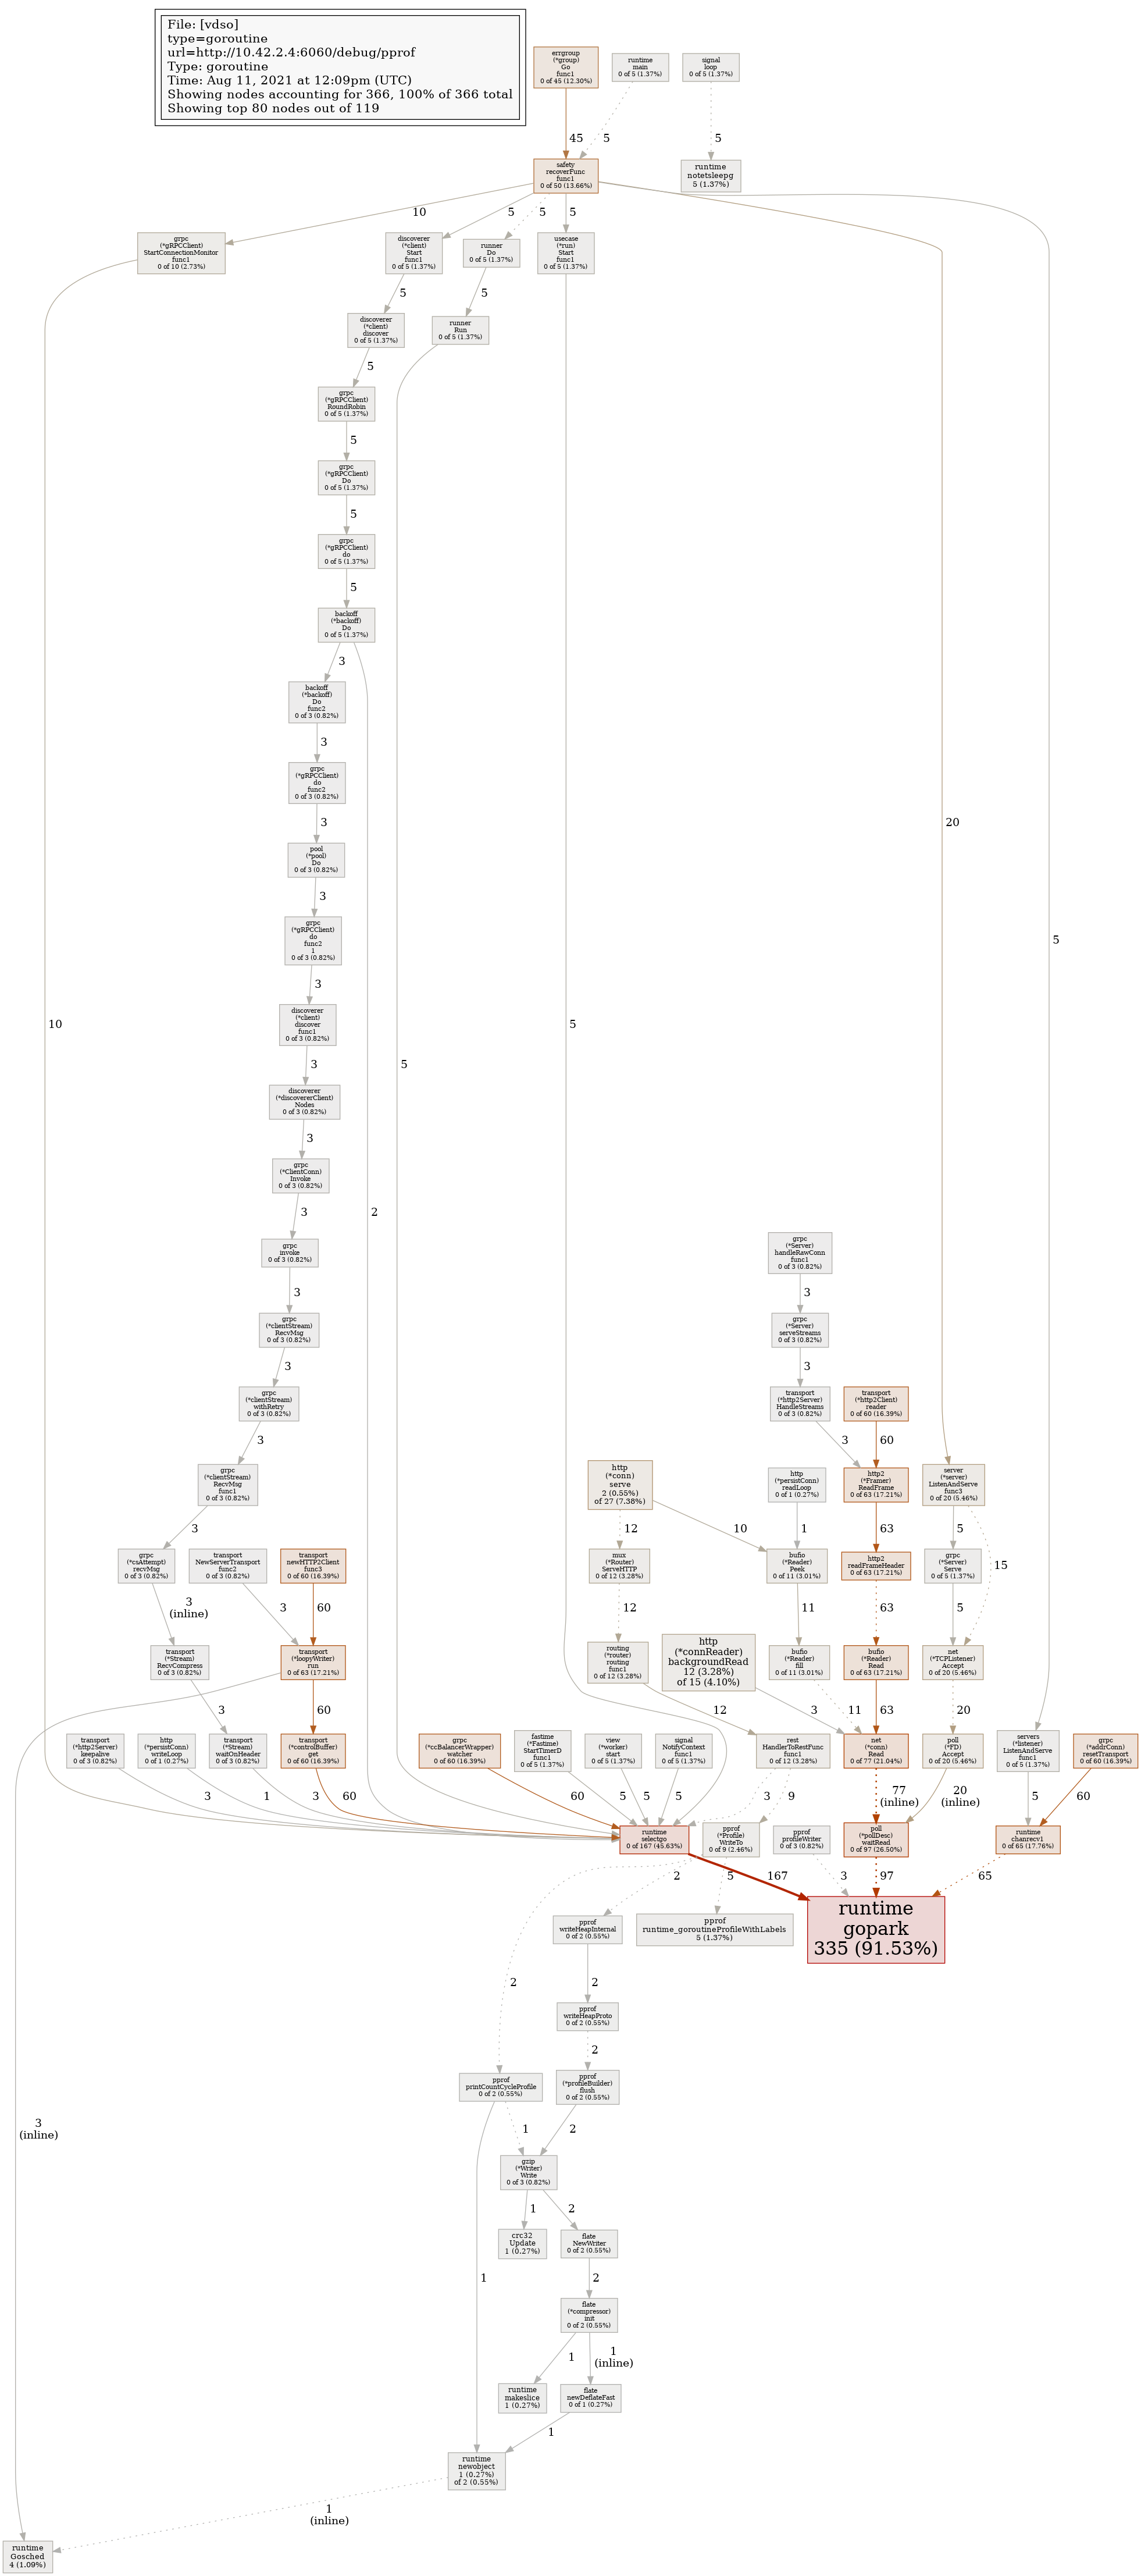 File: [vdso]
type=goroutine
url=http://10.42.2.4:6060/debug/pprof
Type: goroutine
Time: Aug 11, 2021 at 12:09pm (UTC)
Showing nodes accounting for 366, 100% of 366 total
Showing top 80 nodes out of 119
errgroup
(*group)
Go
func1
0 of 45 (12.30%)
runtime
main
0 of 5 (1.37%)
signal
loop
0 of 5 (1.37%)
45
5
5
safety
recoverFunc
func1
0 of 50 (13.66%)
runtime
notetsleepg
5 (1.37%)
10
5
5
5
grpc
(*gRPCClient)
StartConnectionMonitor
func1
0 of 10 (2.73%)
discoverer
(*client)
Start
func1
0 of 5 (1.37%)
runner
Do
0 of 5 (1.37%)
usecase
(*run)
Start
func1
0 of 5 (1.37%)
5
5
discoverer
(*client)
discover
0 of 5 (1.37%)
runner
Run
0 of 5 (1.37%)
5
grpc
(*gRPCClient)
RoundRobin
0 of 5 (1.37%)
5
grpc
(*gRPCClient)
Do
0 of 5 (1.37%)
5
grpc
(*gRPCClient)
do
0 of 5 (1.37%)
5
backoff
(*backoff)
Do
0 of 5 (1.37%)
3
backoff
(*backoff)
Do
func2
0 of 3 (0.82%)
3
grpc
(*gRPCClient)
do
func2
0 of 3 (0.82%)
3
20
pool
(*pool)
Do
0 of 3 (0.82%)
3
grpc
(*gRPCClient)
do
func2
1
0 of 3 (0.82%)
5
3
discoverer
(*client)
discover
func1
0 of 3 (0.82%)
10
5
3
5
discoverer
(*discovererClient)
Nodes
0 of 3 (0.82%)
3
grpc
(*ClientConn)
Invoke
0 of 3 (0.82%)
3
2
grpc
invoke
0 of 3 (0.82%)
grpc
(*Server)
handleRawConn
func1
0 of 3 (0.82%)
3
3
grpc
(*clientStream)
RecvMsg
0 of 3 (0.82%)
grpc
(*Server)
serveStreams
0 of 3 (0.82%)
3
3
grpc
(*clientStream)
withRetry
0 of 3 (0.82%)
transport
(*http2Server)
HandleStreams
0 of 3 (0.82%)
transport
(*http2Client)
reader
0 of 60 (16.39%)
3
3
60
grpc
(*clientStream)
RecvMsg
func1
0 of 3 (0.82%)
http
(*conn)
serve
2 (0.55%)
of 27 (7.38%)
http
(*persistConn)
readLoop
0 of 1 (0.27%)
http2
(*Framer)
ReadFrame
0 of 63 (17.21%)
server
(*server)
ListenAndServe
func3
0 of 20 (5.46%)
3
12
10
1
63
5
15
grpc
(*csAttempt)
recvMsg
0 of 3 (0.82%)
transport
NewServerTransport
func2
0 of 3 (0.82%)
transport
newHTTP2Client
func3
0 of 60 (16.39%)
mux
(*Router)
ServeHTTP
0 of 12 (3.28%)
bufio
(*Reader)
Peek
0 of 11 (3.01%)
http2
readFrameHeader
0 of 63 (17.21%)
grpc
(*Server)
Serve
0 of 5 (1.37%)
3
(inline)
3
60
12
11
63
5
transport
(*Stream)
RecvCompress
0 of 3 (0.82%)
transport
(*loopyWriter)
run
0 of 63 (17.21%)
routing
(*router)
routing
func1
0 of 12 (3.28%)
http
(*connReader)
backgroundRead
12 (3.28%)
of 15 (4.10%)
bufio
(*Reader)
fill
0 of 11 (3.01%)
bufio
(*Reader)
Read
0 of 63 (17.21%)
net
(*TCPListener)
Accept
0 of 20 (5.46%)
3
60
12
3
11
63
20
transport
(*http2Server)
keepalive
0 of 3 (0.82%)
http
(*persistConn)
writeLoop
0 of 1 (0.27%)
transport
(*Stream)
waitOnHeader
0 of 3 (0.82%)
transport
(*controlBuffer)
get
0 of 60 (16.39%)
grpc
(*ccBalancerWrapper)
watcher
0 of 60 (16.39%)
fastime
(*Fastime)
StartTimerD
func1
0 of 5 (1.37%)
view
(*worker)
start
0 of 5 (1.37%)
signal
NotifyContext
func1
0 of 5 (1.37%)
rest
HandlerToRestFunc
func1
0 of 12 (3.28%)
net
(*conn)
Read
0 of 77 (21.04%)
poll
(*FD)
Accept
0 of 20 (5.46%)
servers
(*listener)
ListenAndServe
func1
0 of 5 (1.37%)
grpc
(*addrConn)
resetTransport
0 of 60 (16.39%)
3
1
3
60
60
5
5
5
3
9
77
(inline)
20
(inline)
5
60
runtime
selectgo
0 of 167 (45.63%)
pprof
(*Profile)
WriteTo
0 of 9 (2.46%)
pprof
profileWriter
0 of 3 (0.82%)
poll
(*pollDesc)
waitRead
0 of 97 (26.50%)
runtime
chanrecv1
0 of 65 (17.76%)
2
5
167
3
97
65
pprof
writeHeapInternal
0 of 2 (0.55%)
pprof
runtime_goroutineProfileWithLabels
5 (1.37%)
runtime
gopark
335 (91.53%)
2
2
pprof
writeHeapProto
0 of 2 (0.55%)
2
pprof
printCountCycleProfile
0 of 2 (0.55%)
pprof
(*profileBuilder)
flush
0 of 2 (0.55%)
3
(inline)
1
2
gzip
(*Writer)
Write
0 of 3 (0.82%)
1
2
crc32
Update
1 (0.27%)
flate
NewWriter
0 of 2 (0.55%)
1
2
flate
(*compressor)
init
0 of 2 (0.55%)
1
1
(inline)
runtime
makeslice
1 (0.27%)
flate
newDeflateFast
0 of 1 (0.27%)
1
runtime
newobject
1 (0.27%)
of 2 (0.55%)
1
(inline)
runtime
Gosched
4 (1.09%)